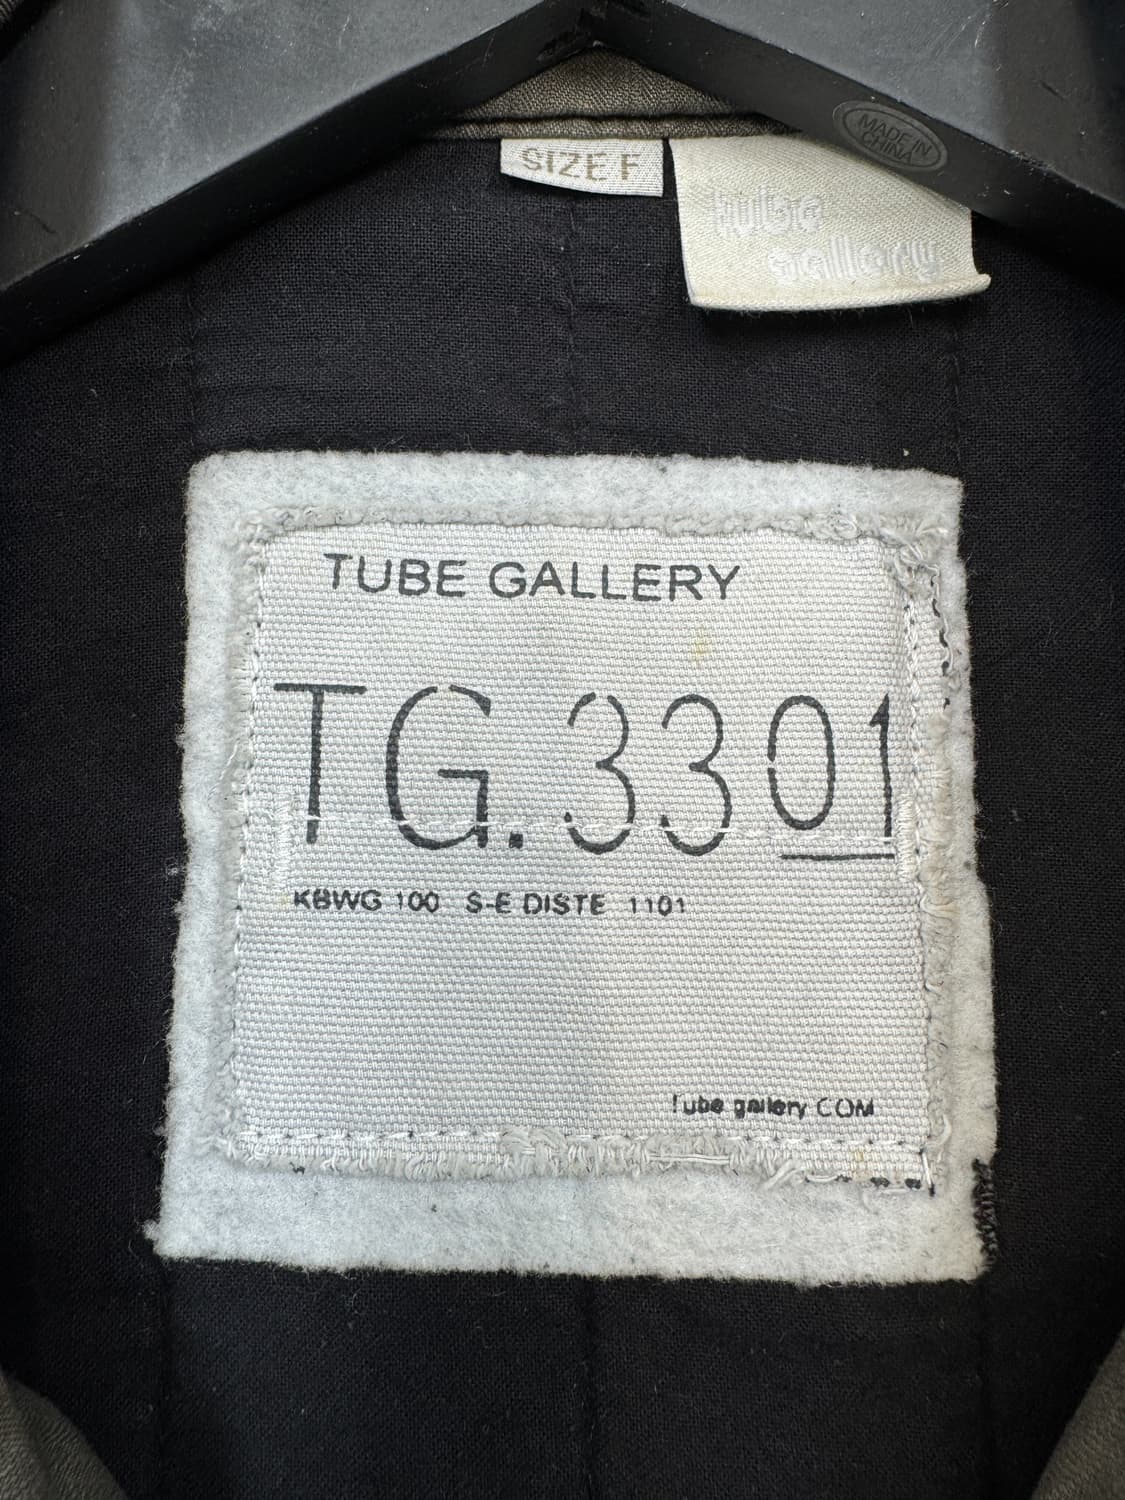 MADE IN
CHINA
SIZE F
tube
gallery
TUBE GALLERY
TG.3301
KBWG 100 S-E DISTE 1101
Tube gallery COM